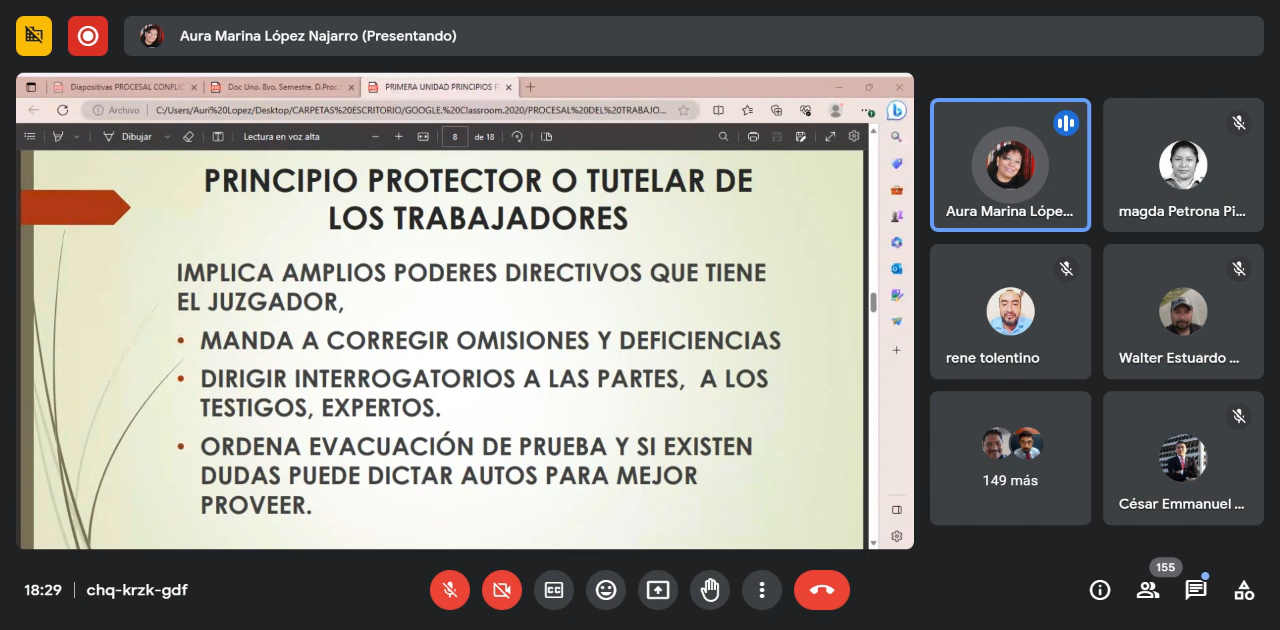 Aura Marina López Najarro (Presentando)
Diapositivas PROCESAL CONFLIC
Doc Uno. 8vo. Semestre. D.Proc
PRIMERA UNIDAD PRINCIPIOS
Archivo
C:/Users/Auri%20Lopez/Desktop/CARPETAS%20ESCRITORIO/GOOGLE.%20Classroom.2020/PROCESAL%20DEL%20TRABAJO...
Dibujar
Lectura en voz alta
8 de 18
PRINCIPIO PROTECTOR O TUTELAR DE
LOS TRABAJADORES
IMPLICA AMPLIOS PODERES DIRECTIVOS QUE TIENE
EL JUZGADOR,
• MANDA A CORREGIR OMISIONES Y DEFICIENCIAS
• DIRIGIR INTERROGATORIOS A LAS PARTES, A LOS
TESTIGOS, EXPERTOS.
• ORDENA EVACUACIÓN DE PRUEBA Y SI EXISTEN
DUDAS PUEDE DICTAR AUTOS PARA MEJOR
PROVEER.
Aura Marina Lópe...
magda Petrona Pi...
rene tolentino
Walter Estuardo ...
149 más
César Emmanuel ...
18:29
chq-krzk-gdf
155